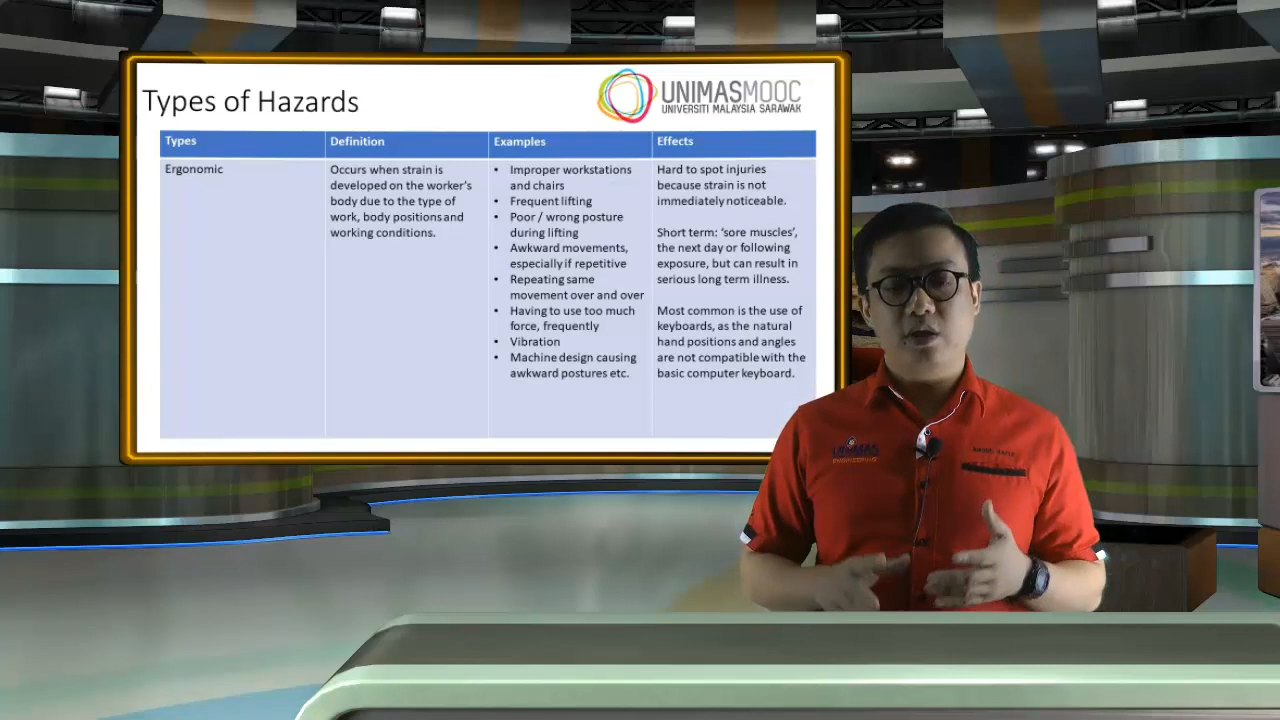 Types of Hazards
UNIMASMOOC
UNIVERSITI MALAYSIA SARAWAK
Types
Definition
Examples
Effects
Ergonomic
Occurs when strain is
developed on the worker's
body due to the type of
work, body positions and
working conditions.
• Improper workstations
and chairs
• Frequent lifting
• Poor / wrong posture
during lifting
• Awkward movements,
especially if repetitive
• Repeating same
movement over and over
• Having to use too much
force, frequently
• Vibration
• Machine design causing
awkward postures etc.
Hard to spot injuries
because strain is not
immediately noticeable.
Short term: ‘sore muscles’,
the next day or following
exposure, but can result in
serious long term illness.
Most common is the use of
keyboards, as the natural
hand positions and angles
are not compatible with the
basic computer keyboard.
UNIMAS
ENGINEERING